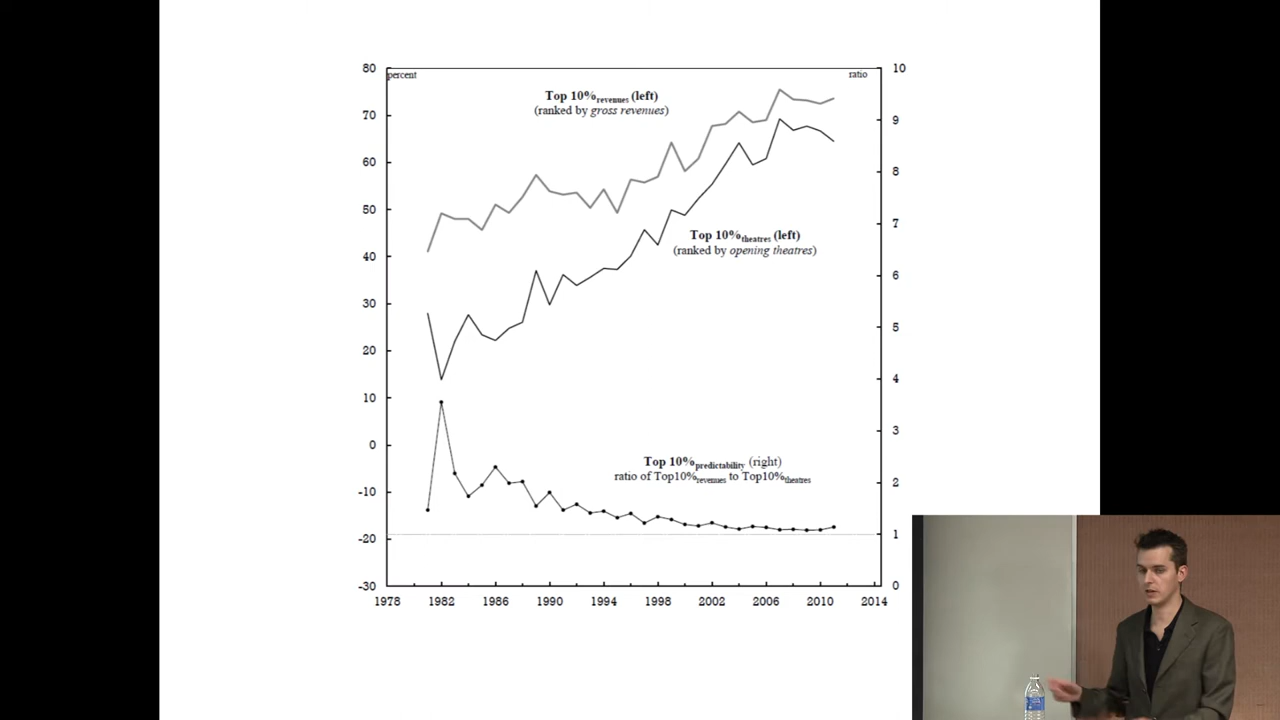 80
percent
ratio
10
Top 10%revenues (left)
(ranked by gross revenues)
70
9
60
8
50
7
Top 10%theatres (left)
(ranked by opening theatres)
40
6
30
5
20
4
10
3
0
Top 10%predictability (right)
ratio of Top10%revenues to Top10%theatres
2
-10
-20
1
-30
0
1978 1982 1986 1990 1994 1998 2002 2006 2010 2014